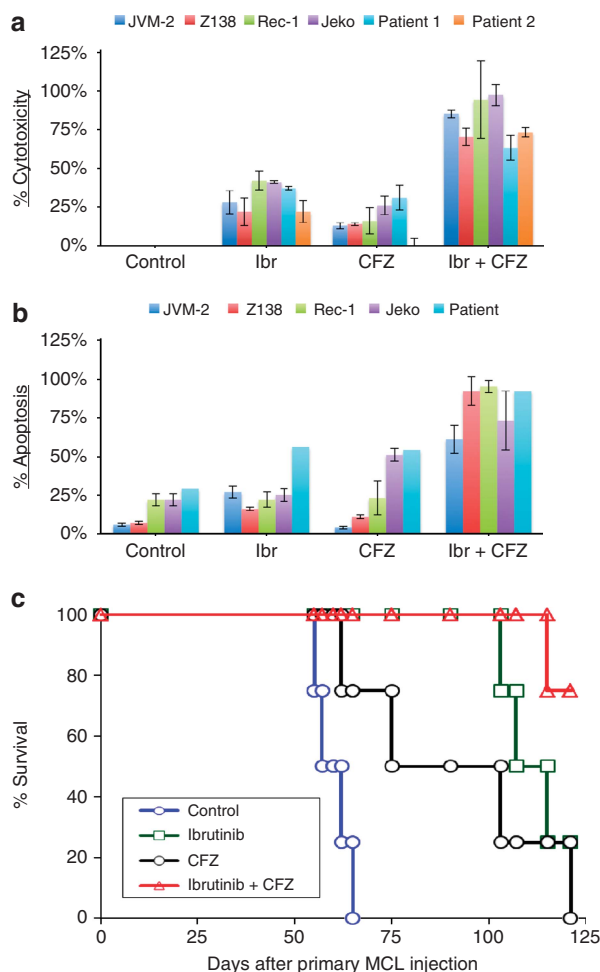 a
JVM-2 Z138 Rec-1 Jeko Patient 1 Patient 2
% Cytotoxicity
125%
100%
75%
50%
25%
0%
Control Ibr CFZ Ibr + CFZ
b
JVM-2 Z138 Rec-1 Jeko Patient
% Apoptosis
125%
100%
75%
50%
25%
0%
Control Ibr CFZ Ibr + CFZ
c
% Survival
100
80
60
40
20
0
Control
Ibrutinib
CFZ
Ibrutinib + CFZ
0 25 50 75 100 125
Days after primary MCL injection